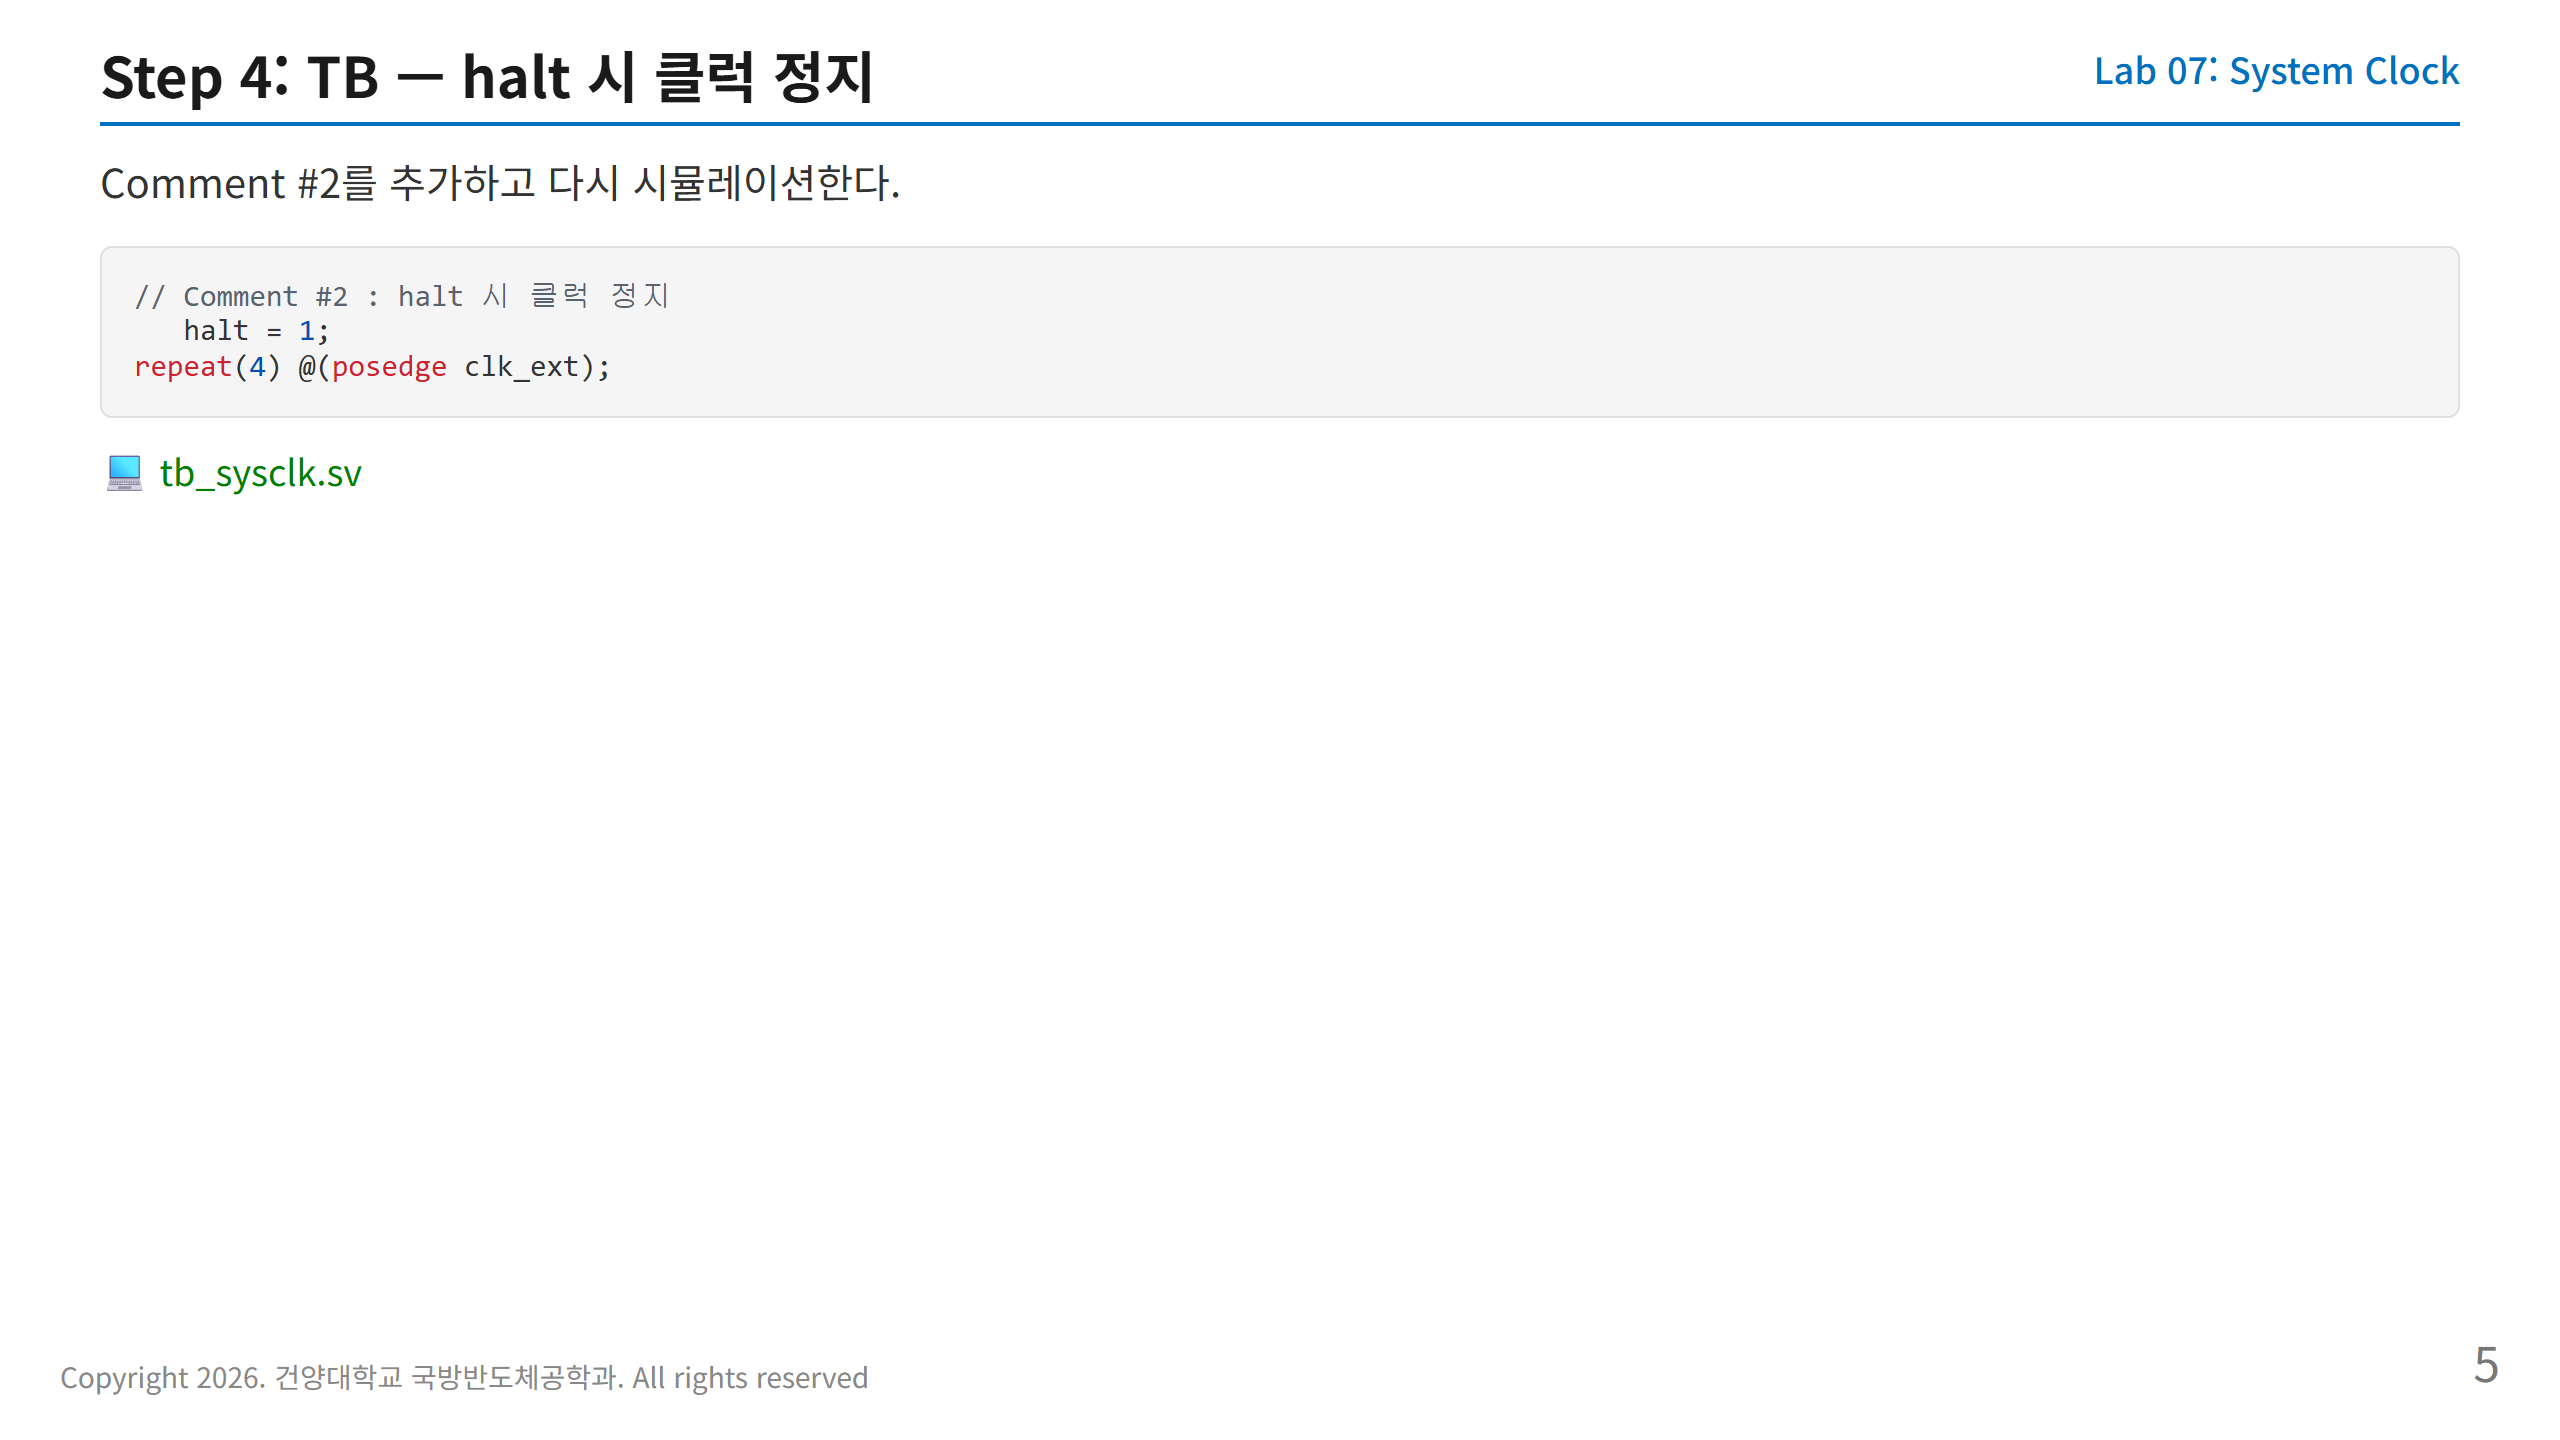 Step 4: TB — halt 시 클럭 정지
Lab 07: System Clock
Comment #2를 추가하고 다시 시뮬레이션한다.
// Comment #2 : halt 시 클럭 정지
   halt = 1;
repeat(4) @(posedge clk_ext);
tb_sysclk.sv
Copyright 2026. 건양대학교 국방반도체공학과. All rights reserved
5